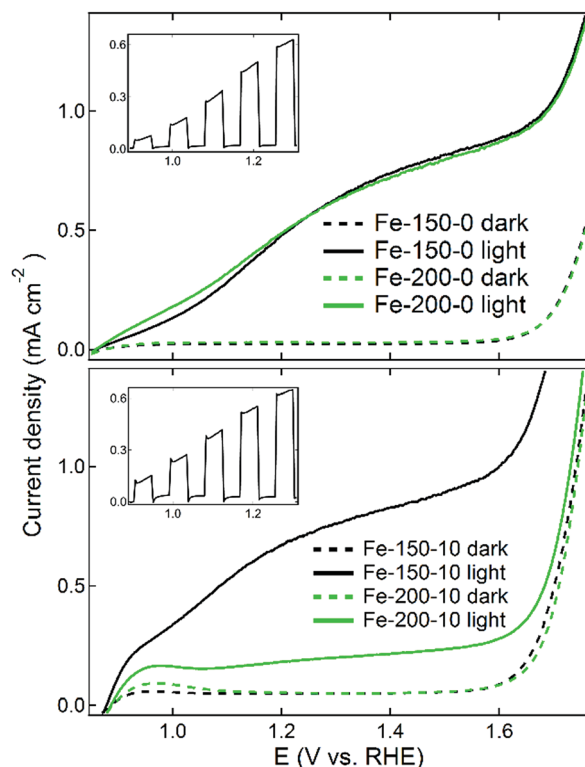 1.0
0.5
0.0
0.6
0.3
0.0
1.0
1.2
Fe-150-0 dark
Fe-150-0 light
Fe-200-0 dark
Fe-200-0 light
Current density (mA cm⁻²)
1.0
0.5
0.0
0.6
0.3
0.0
1.0
1.2
Fe-150-10 dark
Fe-150-10 light
Fe-200-10 dark
Fe-200-10 light
1.0
1.2
1.4
1.6
E (V vs. RHE)